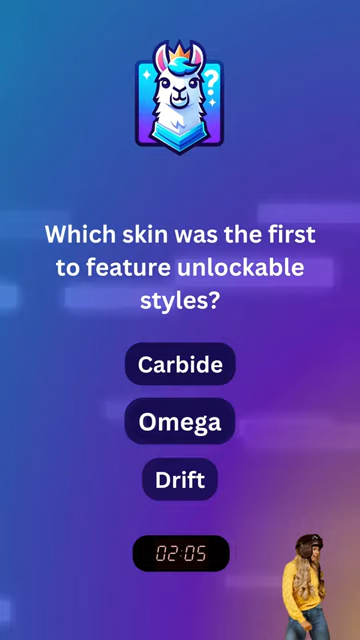 ?
Which skin was the first
to feature unlockable
styles?
Carbide
Omega
Drift
02:05